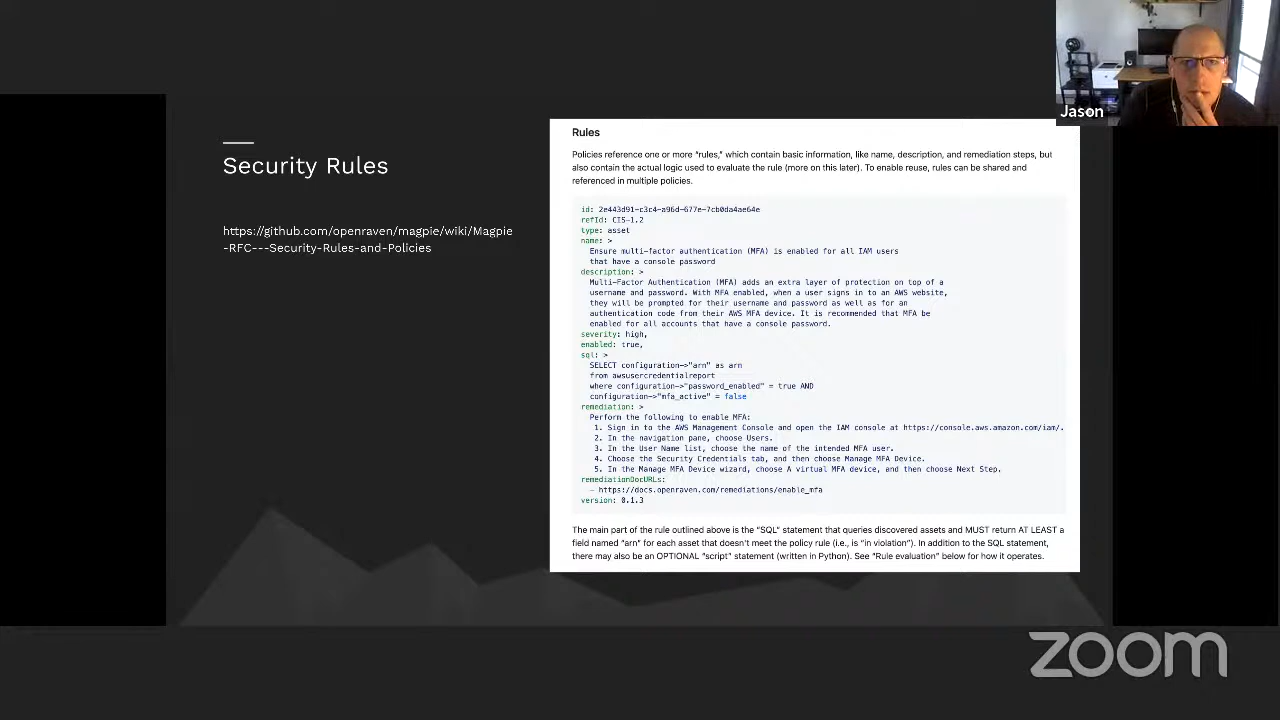 Jason
Security Rules
https://github.com/openraven/magpie/wiki/Magpie
-RFC---Security-Rules-and-Policies
Rules
Policies reference one or more “rules,” which contain basic information, like name, description, and remediation steps, but
also contain the actual logic used to evaluate the rule (more on this later). To enable reuse, rules can be shared and
referenced in multiple policies.
id: 2e443d91-c3c4-a96d-677e-7cb0da4ae64e
refId: CIS-1.2
type: asset
name: >
Ensure multi-factor authentication (MFA) is enabled for all IAM users
that have a console password
description: >
Multi-Factor Authentication (MFA) adds an extra layer of protection on top of a
username and password. With MFA enabled, when a user signs in to an AWS website,
they will be prompted for their username and password as well as for an
authentication code from their AWS MFA device. It is recommended that MFA be
enabled for all accounts that have a console password.
severity: high,
enabled: true,
sql: >
SELECT configuration->"arn" as arn
from awsusercredentialreport
where configuration->"password_enabled" = true AND
configuration->"mfa_active" = false
remediation: >
Perform the following to enable MFA:
1. Sign in to the AWS Management Console and open the IAM console at https://console.aws.amazon.com/iam/.
2. In the navigation pane, choose Users.
3. In the User Name list, choose the name of the intended MFA user.
4. Choose the Security Credentials tab, and then choose Manage MFA Device.
5. In the Manage MFA Device wizard, choose A virtual MFA device, and then choose Next Step.
remediationDocURLs:
- https://docs.openraven.com/remediations/enable_mfa
version: 0.1.3
The main part of the rule outlined above is the “SQL” statement that queries discovered assets and MUST return AT LEAST a
field named “arn” for each asset that doesn't meet the policy rule (i.e., is “in violation”). In addition to the SQL statement,
there may also be an OPTIONAL “script” statement (written in Python). See “Rule evaluation” below for how it operates.
zoom